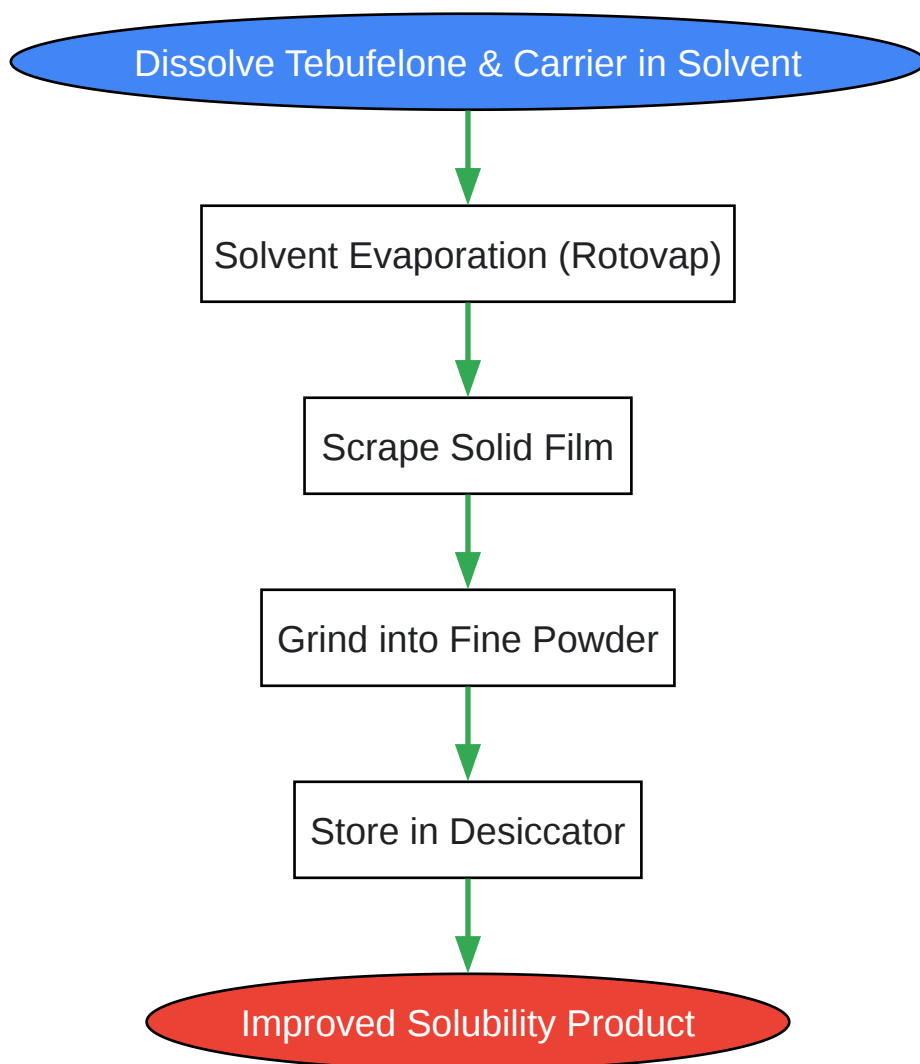 Dissolve Tebufelone & Carrier in Solvent
Solvent Evaporation (Rotovap)
Scrape Solid Film
Grind into Fine Powder
Store in Desiccator
Improved Solubility Product